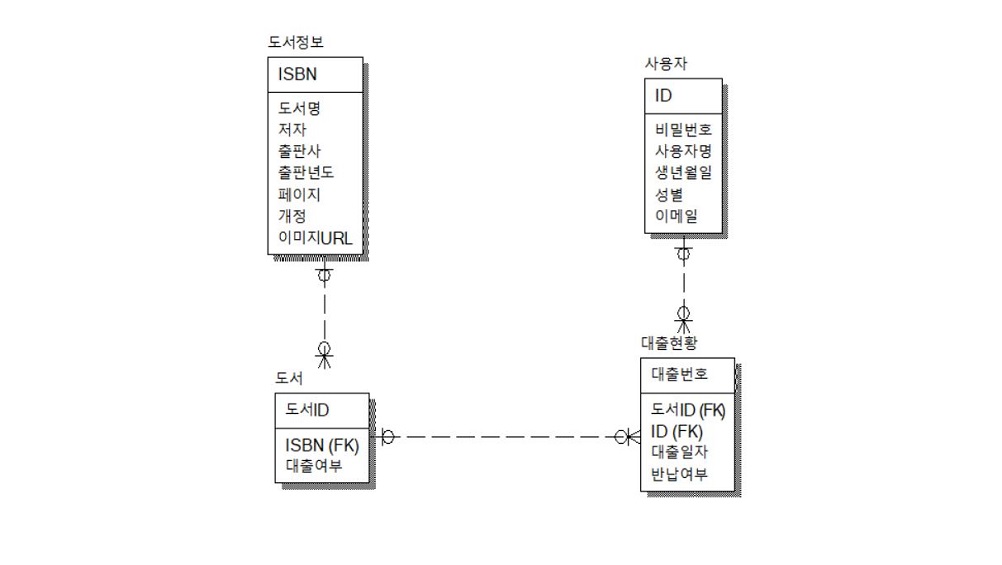 도서정보
ISBN
도서명
저자
출판사
출판년도
페이지
개정
이미지URL
사용자
ID
비밀번호
사용자명
생년월일
성별
이메일
도서
도서ID
ISBN (FK)
대출여부
대출현황
대출번호
도서ID (FK)
ID (FK)
대출일자
반납여부